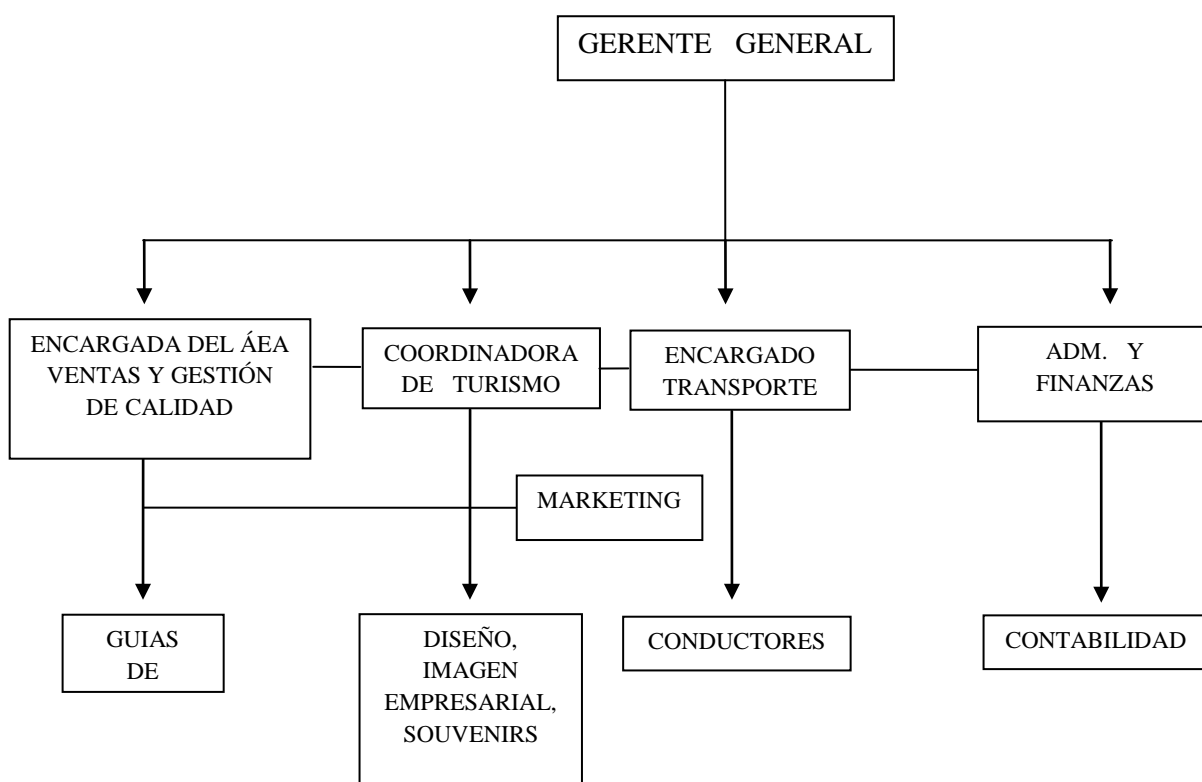 GERENTE GENERAL
ENCARGADA DEL ÁEA
VENTAS Y GESTIÓN
DE CALIDAD
COORDINADORA
DE TURISMO
ENCARGADO
TRANSPORTE
ADM. Y
FINANZAS
MARKETING
GUIAS
DE
DISEÑO,
IMAGEN
EMPRESARIAL,
SOUVENIRS
CONDUCTORES
CONTABILIDAD